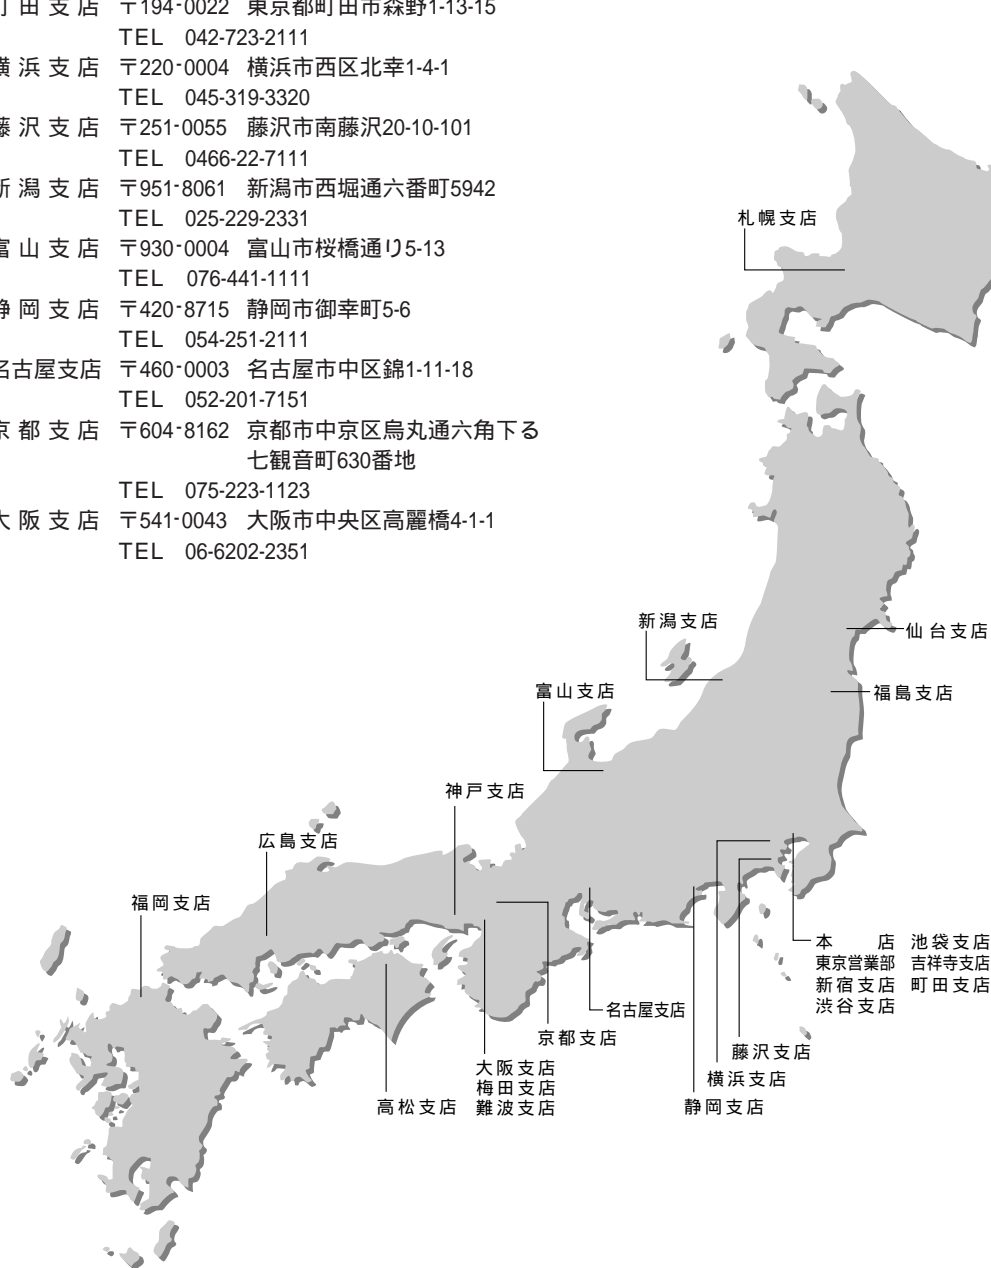 町田支店 〒194-0022 東京都町田市森野1-13-15
TEL 042-723-2111
横浜支店 〒220-0004 横浜市西区北幸1-4-1
TEL 045-319-3320
藤沢支店 〒251-0055 藤沢市南藤沢20-10-101
TEL 0466-22-7111
新潟支店 〒951-8061 新潟市西堀通六番町5942
TEL 025-229-2331
富山支店 〒930-0004 富山市桜橋通り5-13
TEL 076-441-1111
静岡支店 〒420-8715 静岡市御幸町5-6
TEL 054-251-2111
名古屋支店 〒460-0003 名古屋市中区錦1-11-18
TEL 052-201-7151
京都支店 〒604-8162 京都市中京区烏丸通六角下る
七観音町630番地
TEL 075-223-1123
大阪支店 〒541-0043 大阪市中央区高麗橋4-1-1
TEL 06-6202-2351
札幌支店
新潟支店
仙台支店
富山支店
福島支店
神戸支店
広島支店
福岡支店
本店 池袋支店
東京営業部 吉祥寺支店
新宿支店 町田支店
渋谷支店
名古屋支店
京都支店
藤沢支店
大阪支店
梅田支店
難波支店
横浜支店
高松支店
静岡支店